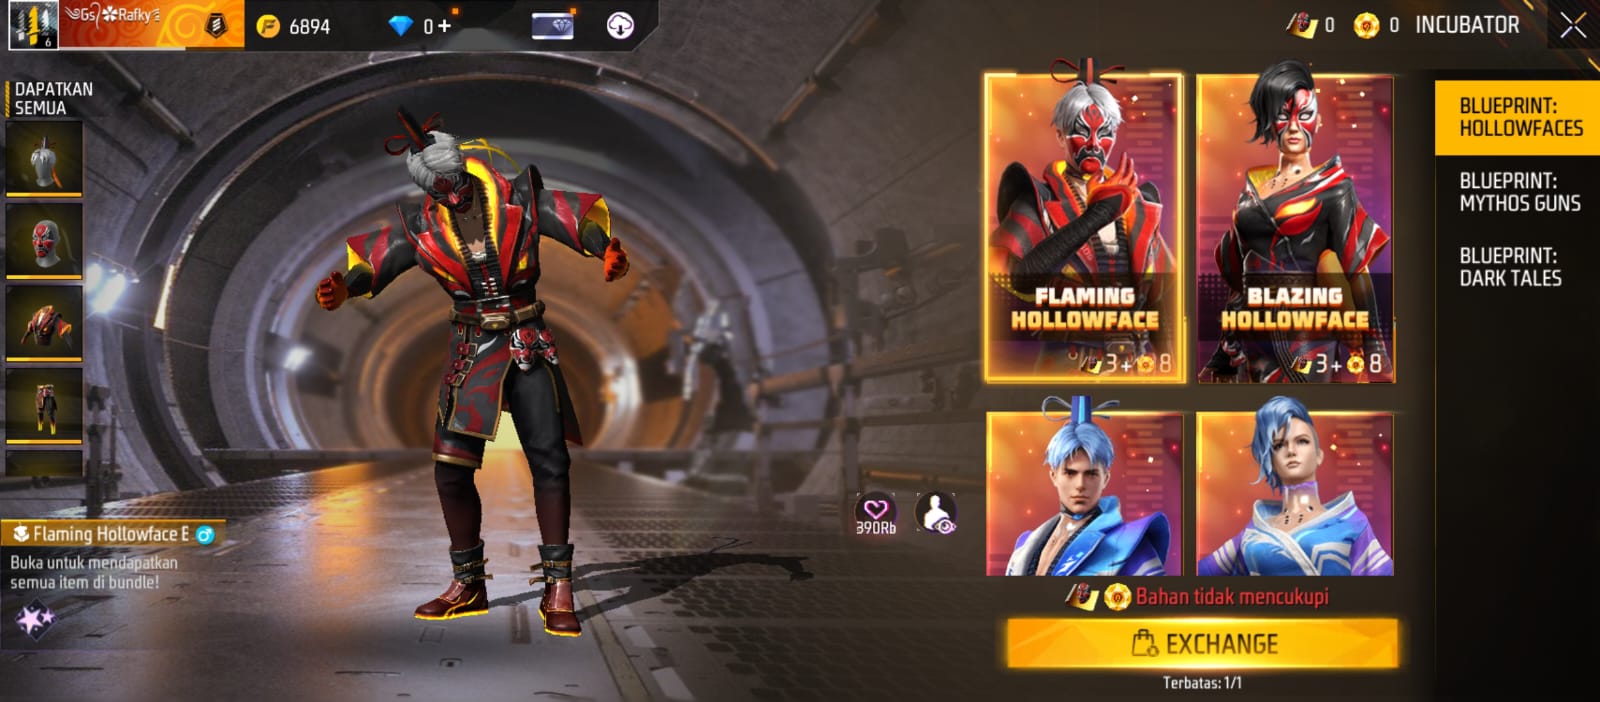 Gs Rafky
6
6894
0 +
0
0
INCUBATOR
DAPATKAN
SEMUA
FLAMING
HOLLOWFACE
3+ 8
BLAZING
HOLLOWFACE
3+ 8
BLUEPRINT:
HOLLOWFACES
BLUEPRINT:
MYTHOS GUNS
BLUEPRINT:
DARK TALES
390Rb
Flaming Hollowface B
Buka untuk mendapatkan
semua item di bundle!
Bahan tidak mencukupi
EXCHANGE
Terbatas: 1/1